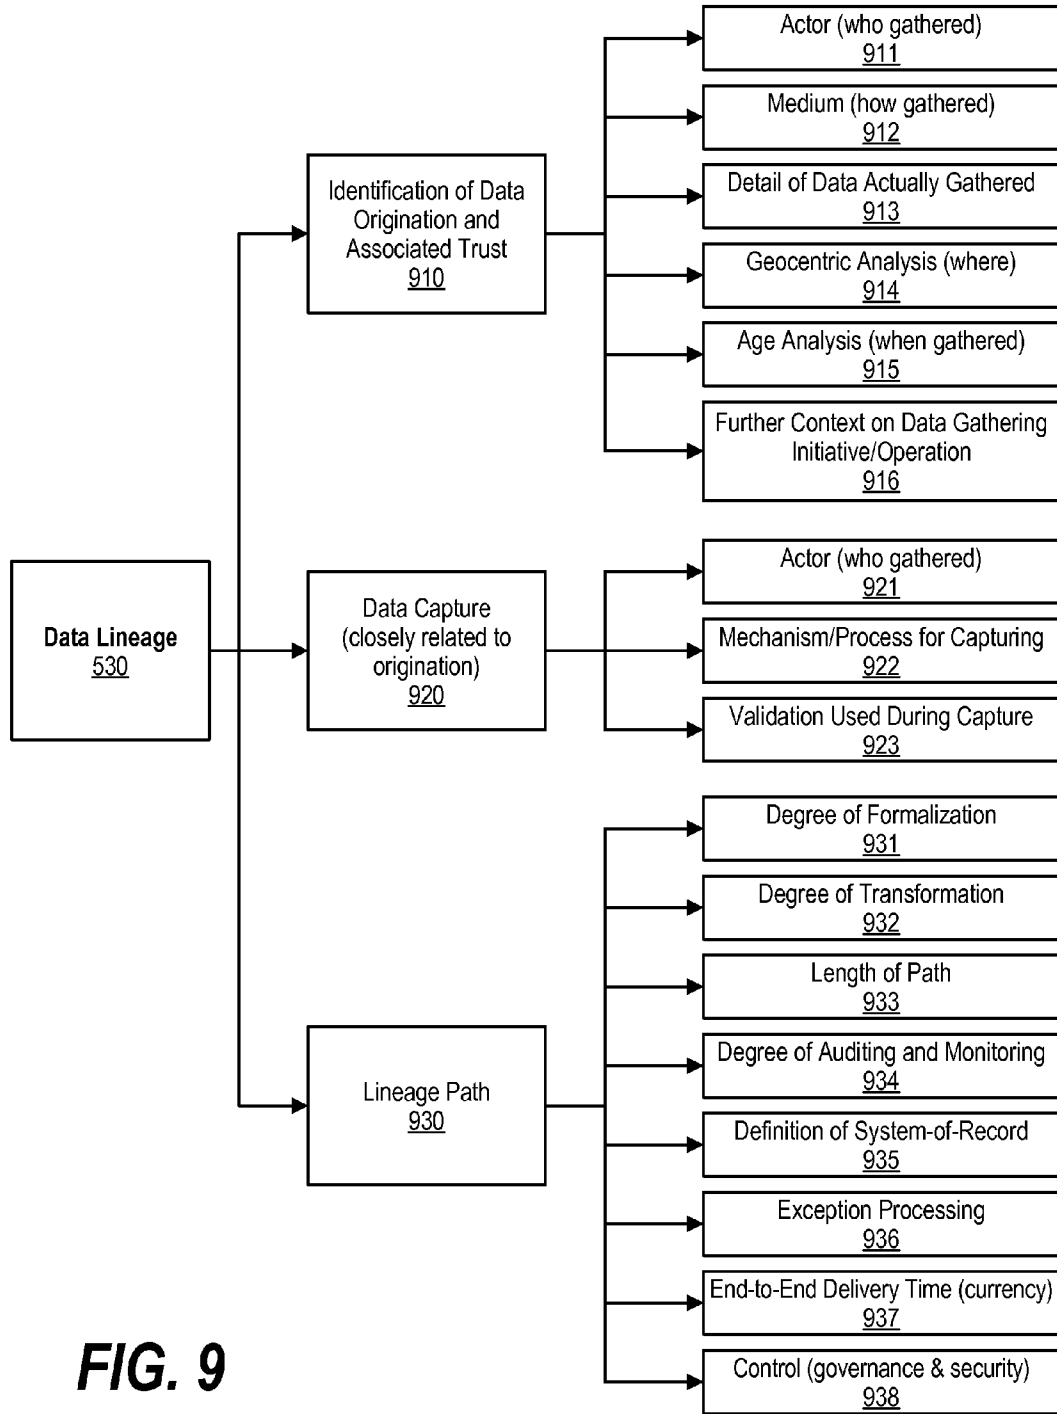 Actor (who gathered)
911
Medium (how gathered)
912
Detail of Data Actually Gathered
913
Geocentric Analysis (where)
914
Age Analysis (when gathered)
915
Further Context on Data Gathering
Initiative/Operation
916
Identification of Data
Origination and
Associated Trust
910
Actor (who gathered)
921
Mechanism/Process for Capturing
922
Validation Used During Capture
923
Data Capture
(closely related to
origination)
920
Data Lineage
530
Degree of Formalization
931
Degree of Transformation
932
Length of Path
933
Degree of Auditing and Monitoring
934
Definition of System-of-Record
935
Exception Processing
936
End-to-End Delivery Time (currency)
937
Control (governance & security)
938
Lineage Path
930
FIG. 9